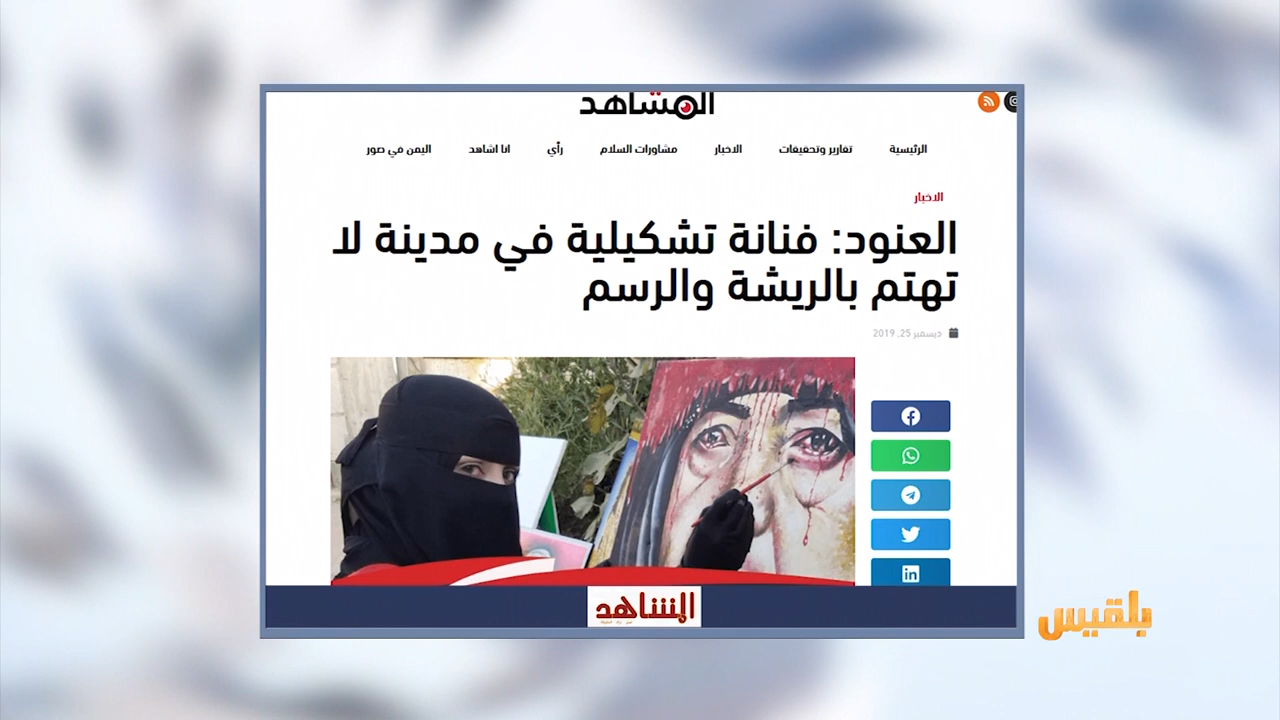 المشاهد
الرئيسية تقارير وتحقيقات الاخبار مشاورات السلام رأي انا اشاهد اليمن في صور
الاخبار
العنود: فنانة تشكيلية في مدينة لا
تهتم بالريشة والرسم
ديسمبر 25, 2019
المشاهد
بلقيس